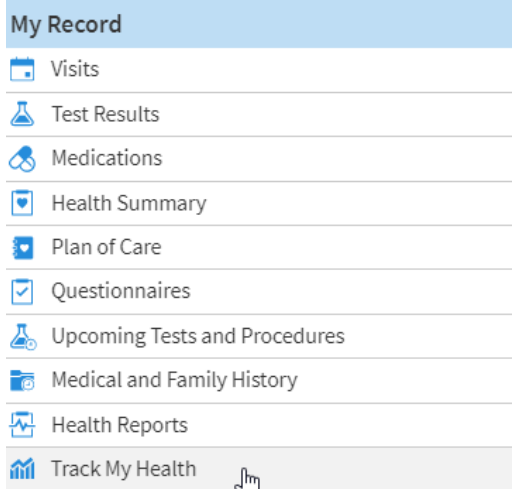 My Record
Visits
Test Results
Medications
Health Summary
Plan of Care
Questionnaires
Upcoming Tests and Procedures
Medical and Family History
Health Reports
Track My Health